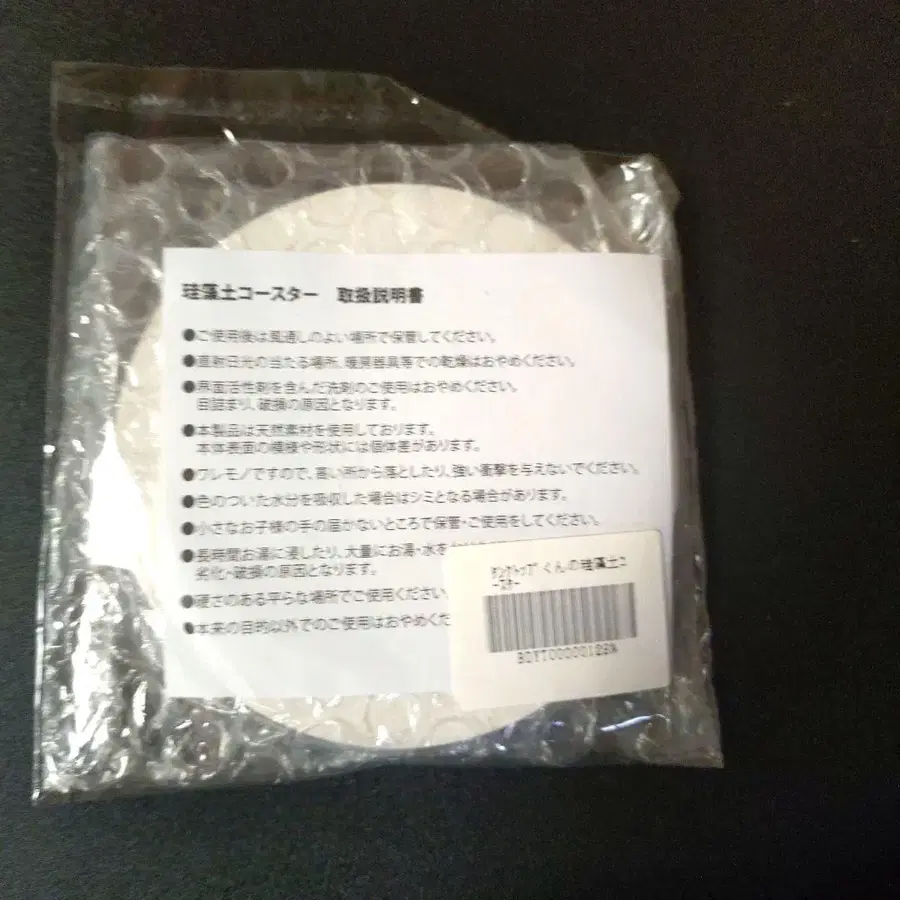 珪藻土コースター 取扱説明書
●ご使用後は風通しのよい場所で保管してください。
●直射日光の当たる場所、暖房器具等での乾燥はおやめください。
●界面活性剤を含んだ洗剤のご使用はおやめください。
目詰まり、破損の原因となります。
●本製品は天然素材を使用しております。
本体表面の模様や形状には個体差があります。
●ワレモノですので、高い所から落としたり、強い衝撃を与えないでください。
●色のついた水分を吸収した場合はシミとなる場合があります。
●小さなお子様の手の届かないところで保管・ご使用をしてください。
●長時間お湯に浸したり、大量にお湯・水を
劣化・破損の原因となります。
●硬さのある平らな場所でご使用ください
●本来の目的以外でのご使用はおやめくだ
くんの珪藻土コ
ースター